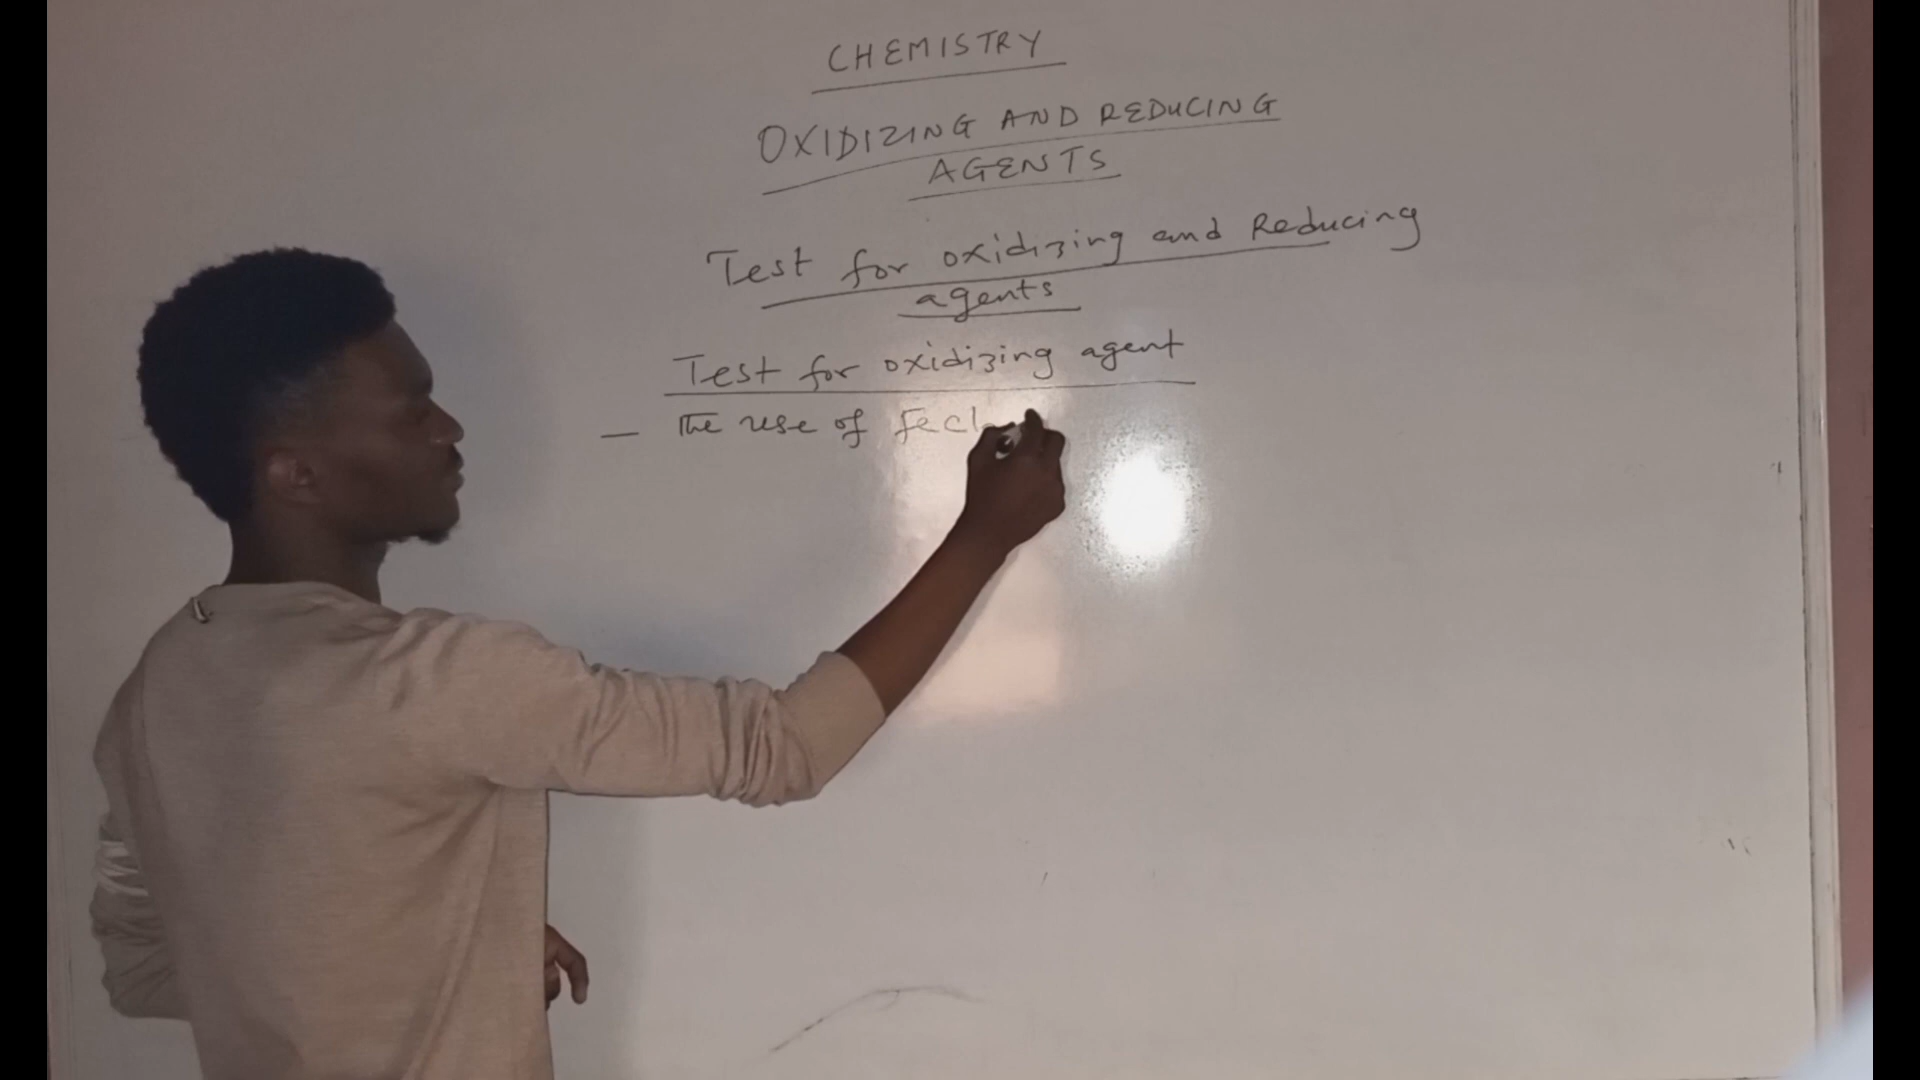 CHEMISTRY
OXIDIZING AND REDUCING
AGENTS
Test for oxidizing and Reducing
agents
Test for oxidizing agent
— The use of Fecl